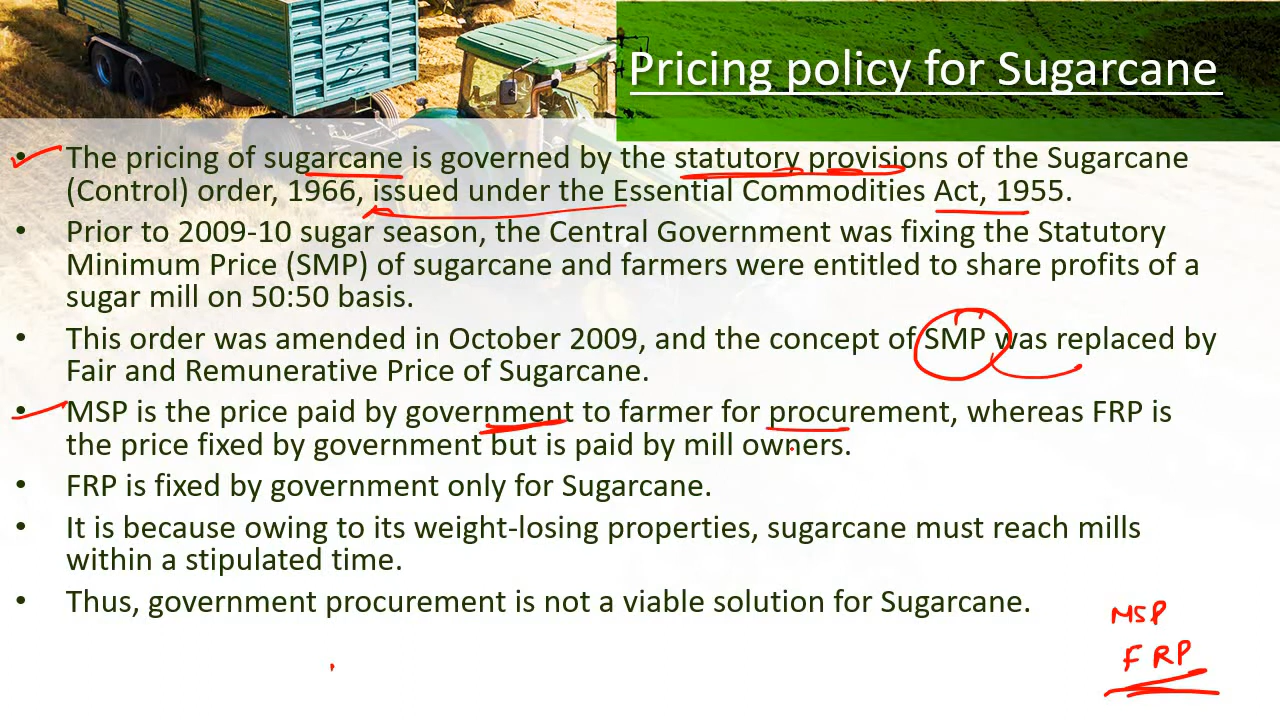 Pricing policy for Sugarcane
• The pricing of sugarcane is governed by the statutory provisions of the Sugarcane
(Control) order, 1966, issued under the Essential Commodities Act, 1955.
• Prior to 2009-10 sugar season, the Central Government was fixing the Statutory
Minimum Price (SMP) of sugarcane and farmers were entitled to share profits of a
sugar mill on 50:50 basis.
• This order was amended in October 2009, and the concept of SMP was replaced by
Fair and Remunerative Price of Sugarcane.
• MSP is the price paid by government to farmer for procurement, whereas FRP is
the price fixed by government but is paid by mill owners.
• FRP is fixed by government only for Sugarcane.
• It is because owing to its weight-losing properties, sugarcane must reach mills
within a stipulated time.
• Thus, government procurement is not a viable solution for Sugarcane.
MSP
FRP